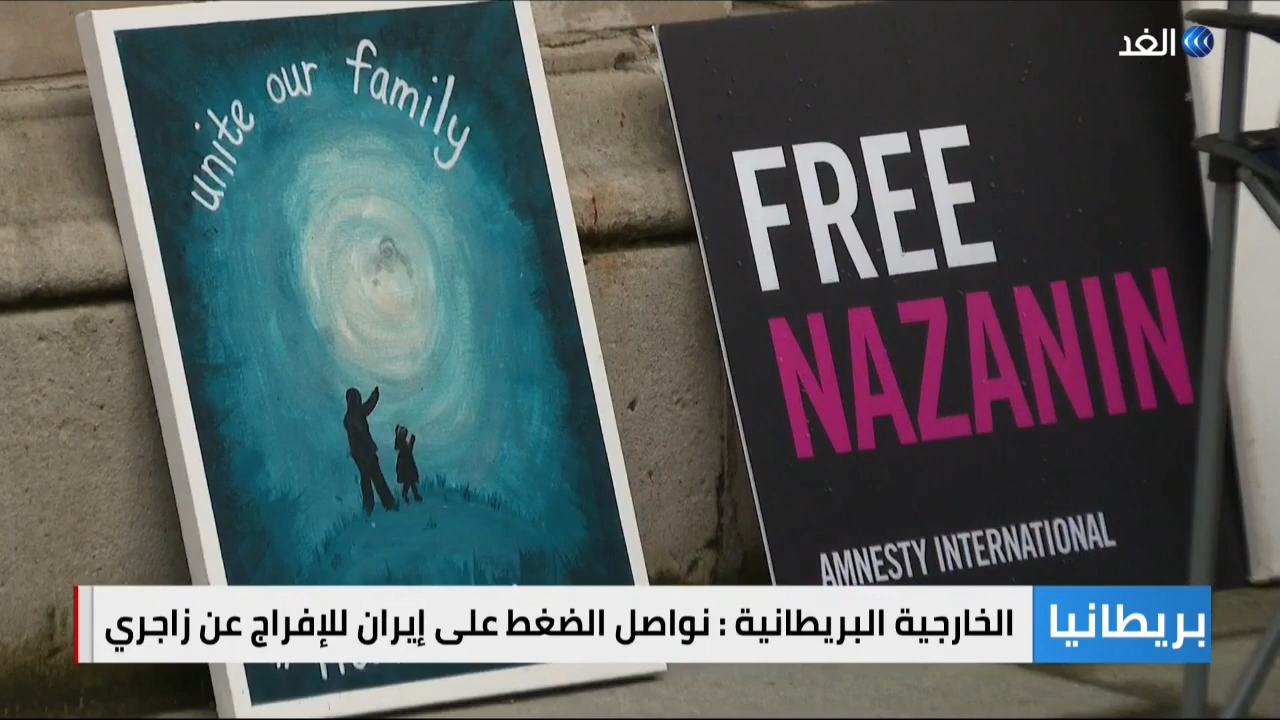 unite our family
الغد
FREE
NAZANIN
AMNESTY INTERNATIONAL
بريطانيا
الخارجية البريطانية : نواصل الضغط على إيران للإفراج عن زاجري